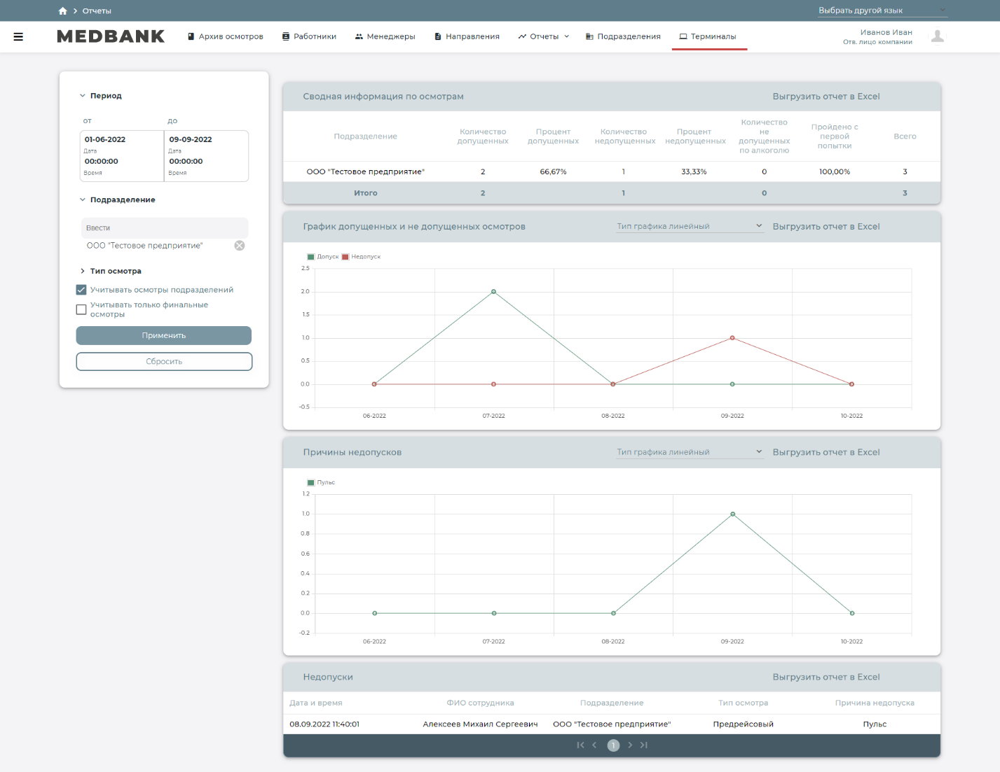 Отчеты
Выбрать другой язык
MEDBANK
Архив осмотров
Работники
Менеджеры
Направления
Отчеты
Подразделения
Терминалы
Иванов Иван
Отв. лицо компании
Период
от
до
01-06-2022
09-09-2022
Дата
Дата
00:00:00
00:00:00
Время
Время
Подразделение
Ввести
ООО "Тестовое предприятие"
Тип осмотра
Учитывать осмотры подразделений
Учитывать только финальные
осмотры
Применить
Сбросить
Сводная информация по осмотрам
Выгрузить отчет в Excel
Подразделение
Количество
допущенных
Процент
допущенных
Количество
недопущенных
Процент
недопущенных
Количество
не
допущенных
по алкоголю
Пройдено с
первой
попытки
Всего
ООО "Тестовое предприятие" 2 66,67% 1 33,33% 0 100,00% 3
Итого 2 1 0 3
График допущенных и не допущенных осмотров
Тип графика линейный
Выгрузить отчет в Excel
Допуск Недопуск
2.5
2.0
1.5
1.0
0.5
0.0
-0.5
06-2022 07-2022 08-2022 09-2022 10-2022
Причины недопусков
Тип графика линейный
Выгрузить отчет в Excel
Пульс
1.2
1.0
0.8
0.6
0.4
0.2
0.0
-0.2
06-2022 07-2022 08-2022 09-2022 10-2022
Недопуски
Выгрузить отчет в Excel
Дата и время ФИО сотрудника Подразделение Тип осмотра Причина недопуска
08.09.2022 11:40:01 Алексеев Михаил Сергеевич ООО "Тестовое предприятие" Предрейсовый Пульс
1